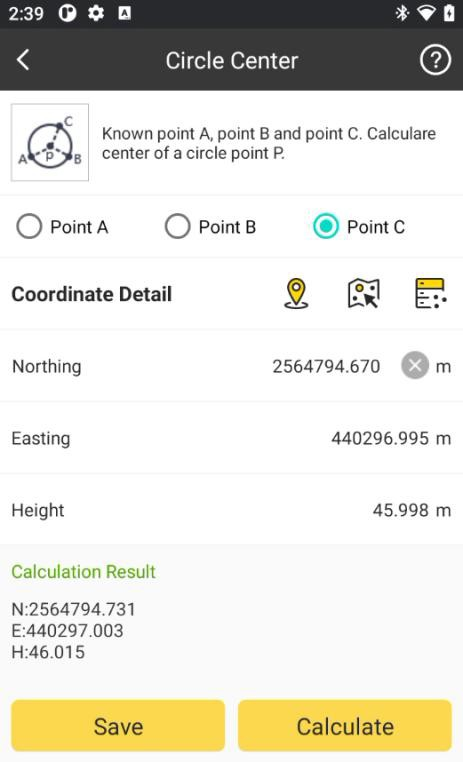 2:39
Circle Center
Known point A, point B and point C. Calculare
center of a circle point P.
C
A
P
B
Point A
Point B
Point C
Coordinate Detail
Northing
2564794.670 m
Easting
440296.995 m
Height
45.998 m
Calculation Result
N:2564794.731
E:440297.003
H:46.015
Save
Calculate